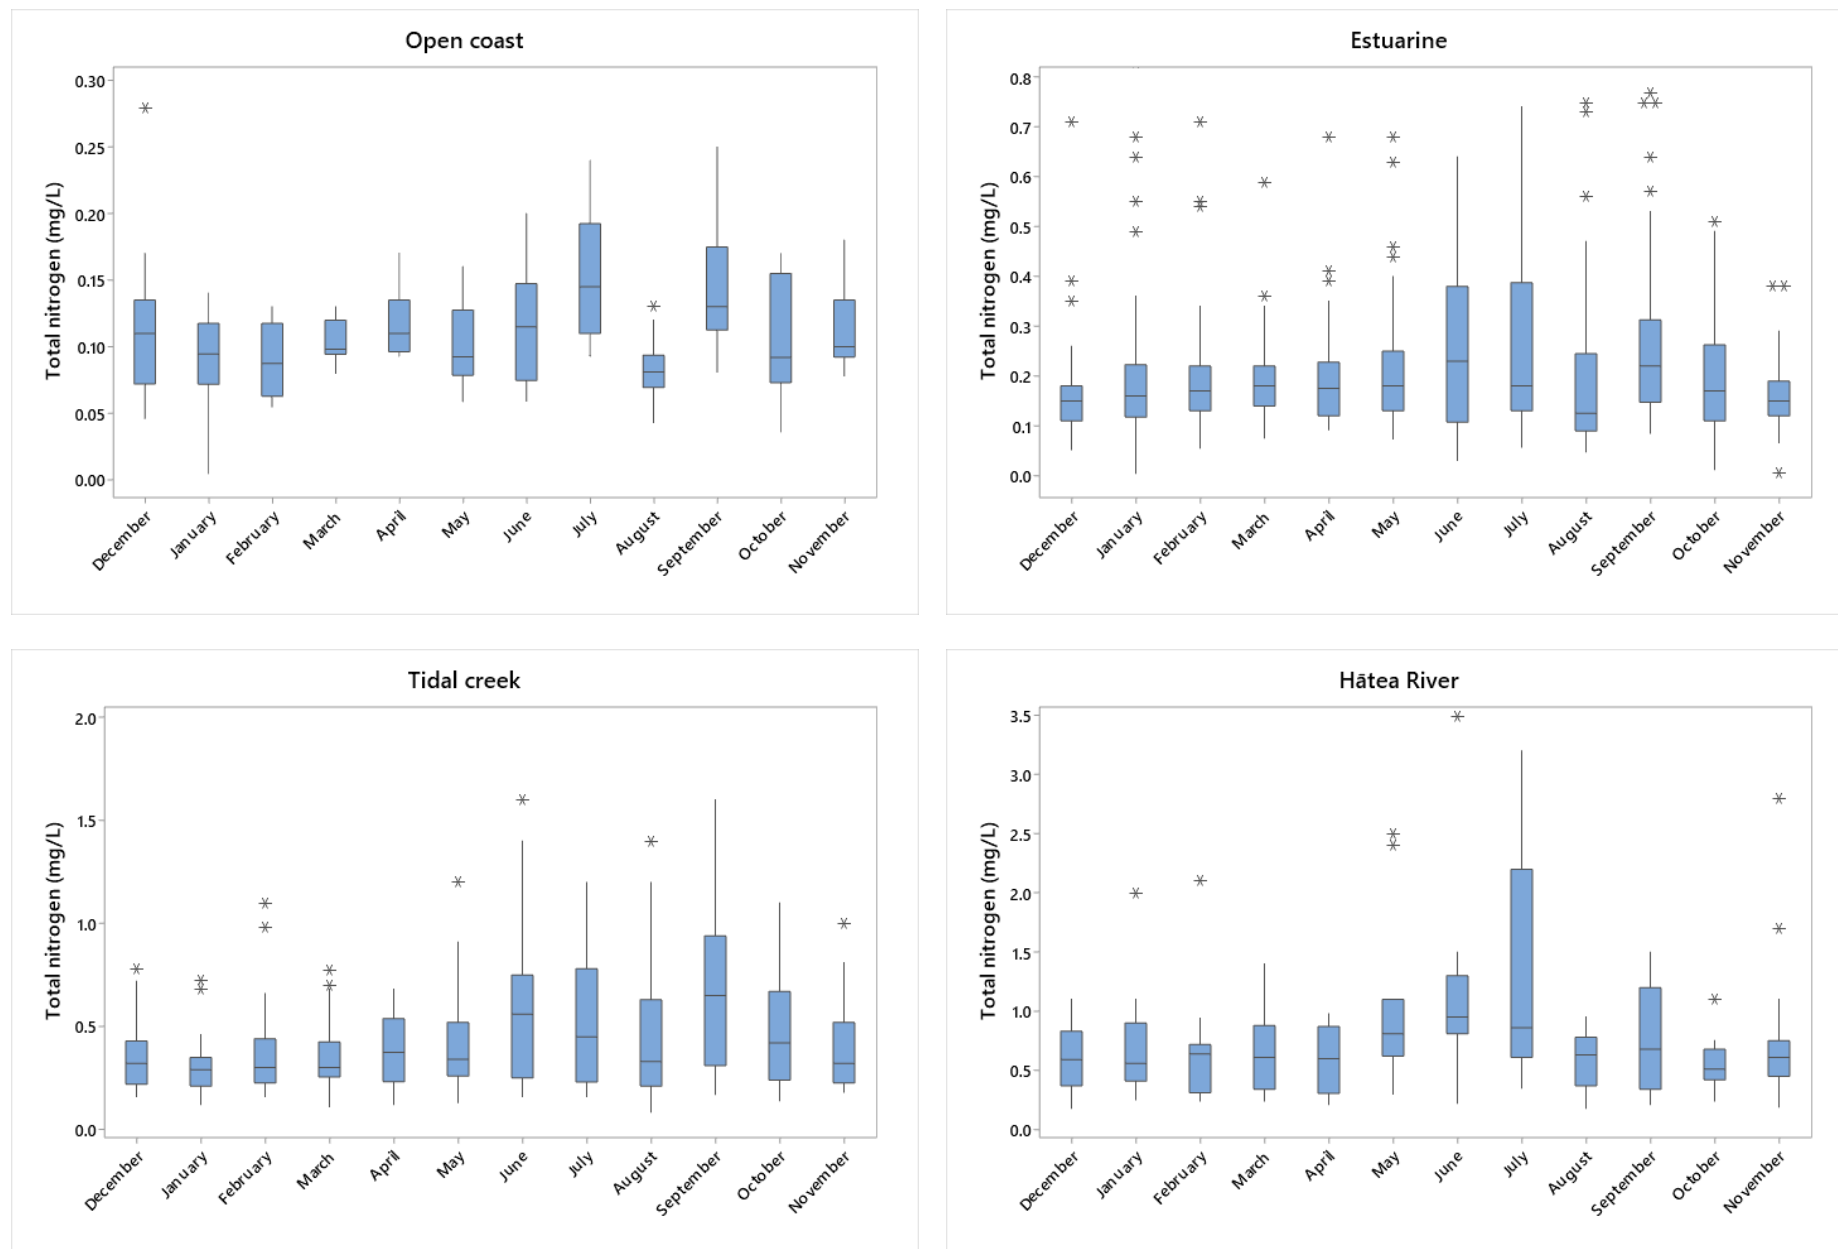 Open coast
Total nitrogen (mg/L)
0.30
0.25
0.20
0.15
0.10
0.05
0.00
December
January
February
March
April
May
June
July
August
September
October
November
Estuarine
Total nitrogen (mg/L)
0.8
0.7
0.6
0.5
0.4
0.3
0.2
0.1
0.0
December
January
February
March
April
May
June
July
August
September
October
November
Tidal creek
Total nitrogen (mg/L)
2.0
1.5
1.0
0.5
0.0
December
January
February
March
April
May
June
July
August
September
October
November
Hātea River
Total nitrogen (mg/L)
3.5
3.0
2.5
2.0
1.5
1.0
0.5
0.0
December
January
February
March
April
May
June
July
August
September
October
November